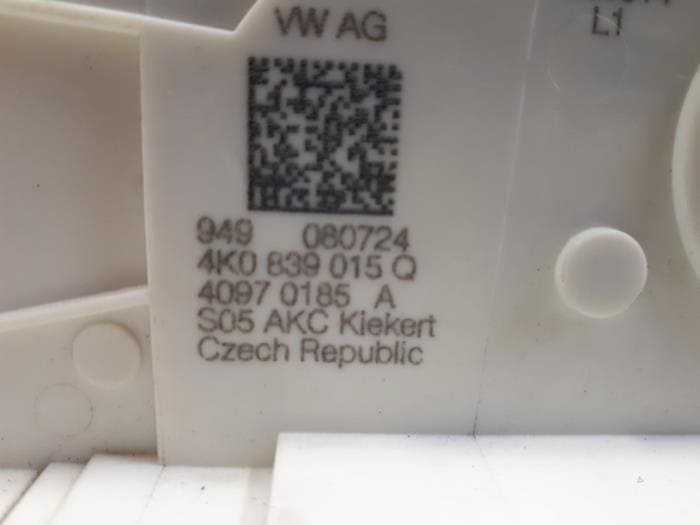 VW AG
L1
949 080724
4K0 839 015 Q
4097 0185 A
S05 AKC Kiekert
Czech Republic